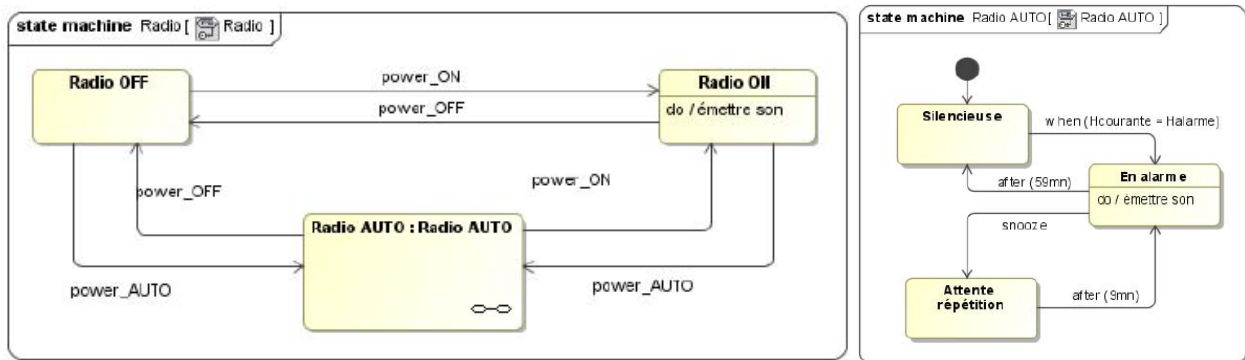 state machine Radio [ Radio ]
Radio OFF
power_ON
power_OFF
Radio ON
do / émettre son
power_OFF
power_ON
Radio AUTO : Radio AUTO
power_AUTO
power_AUTO
state machine Radio AUTO[ Radio AUTO ]
Silencieuse
when (Hcourante = Halarme)
after (59mn)
En alarme
do / émettre son
snooze
Attente
répétition
after (9mn)